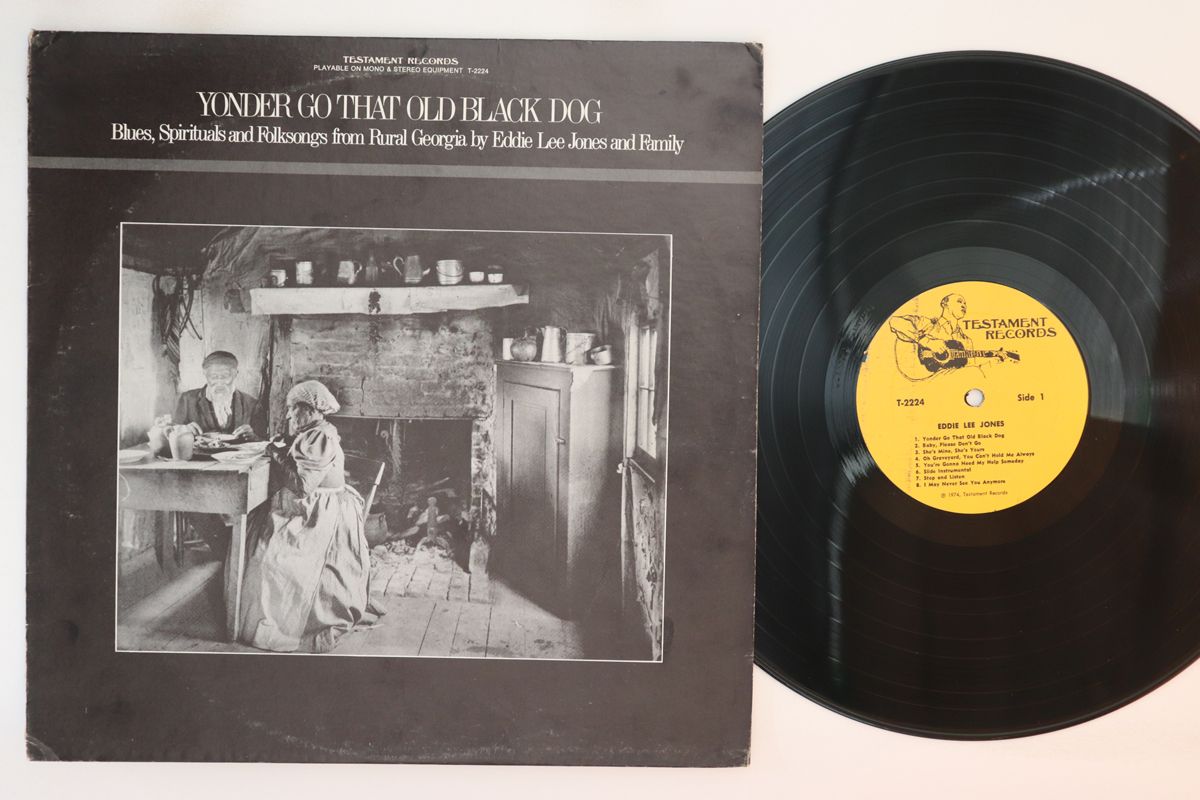 TESTAMENT RECORDS
PLAYABLE ON MONO & STEREO EQUIPMENT T-2224
YONDER GO THAT OLD BLACK DOG
Blues, Spirituals and Folksongs from Rural Georgia by Eddie Lee Jones and Family
TESTAMENT
RECORDS
T-2224
Side 1
EDDIE LEE JONES
1. Yonder Go That Old Black Dog
2. Baby, Please Don't Go
3. She's Mine, She's Yours
4. Oh Graveyard, You Can't Hold Me Always
5. You're Gonna Need My Help Someday
6. Slide Instrumental
7. Stop and Listen
8. I May Never See You Anymore
℗ 1974, Testament Records